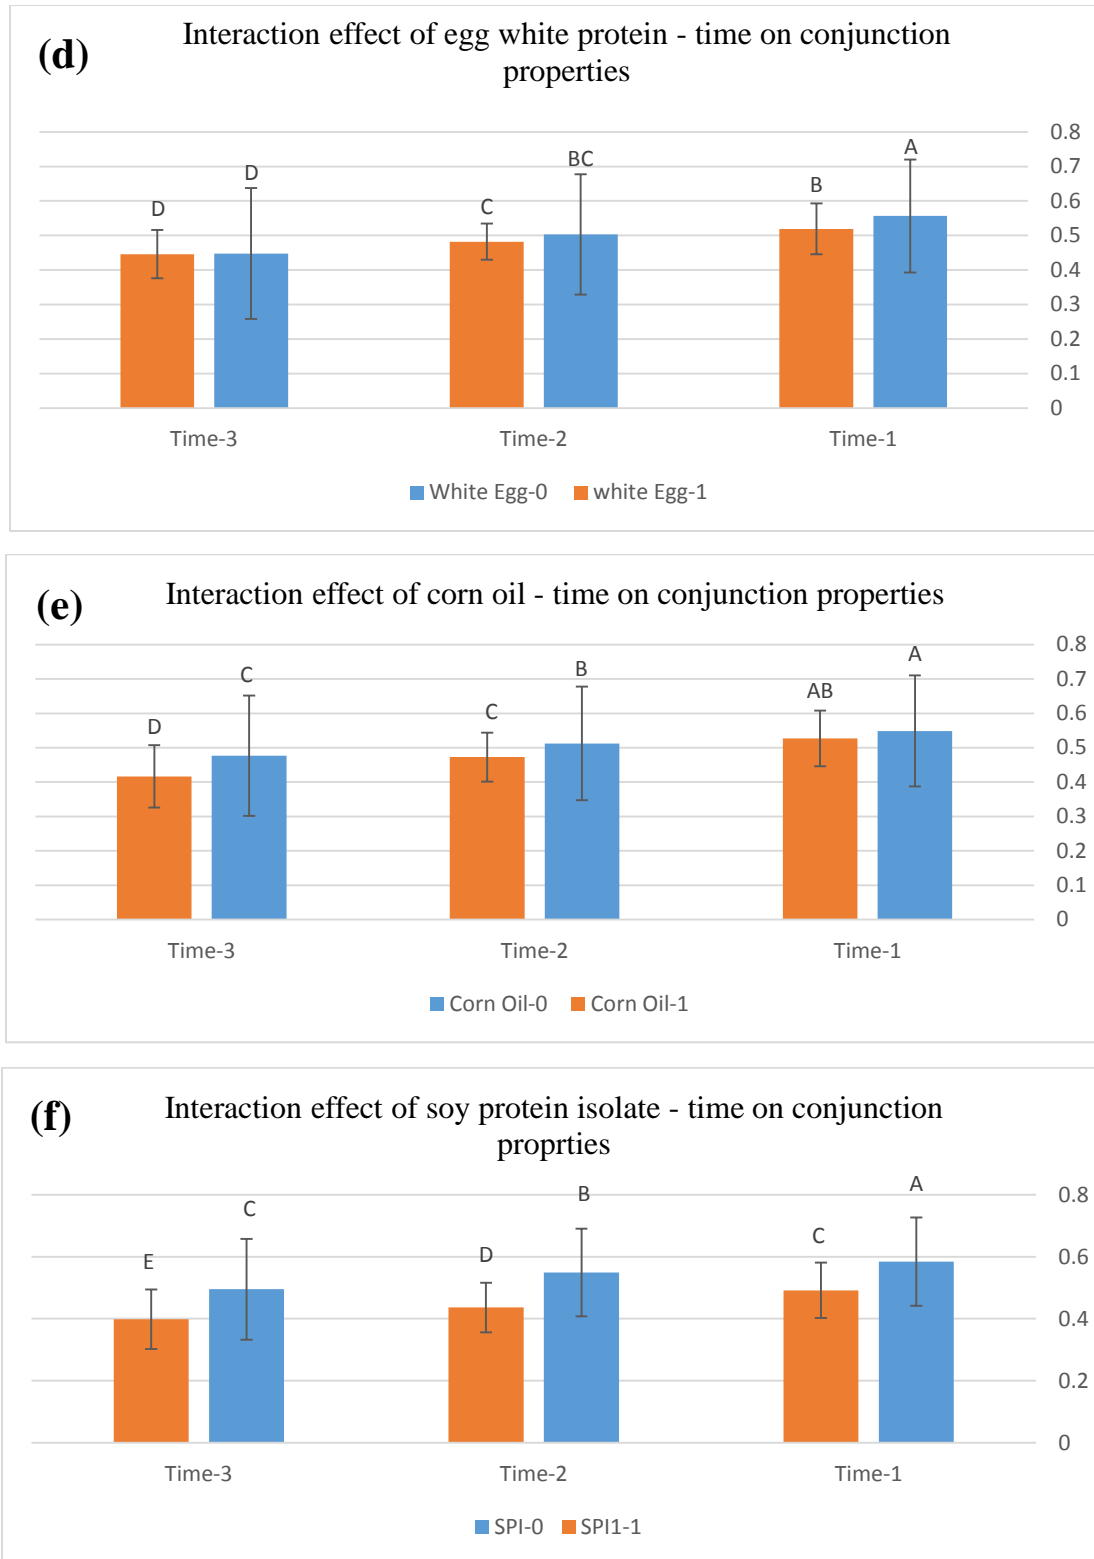 (d)
Interaction effect of egg white protein - time on conjunction
properties
0.8
0.7
0.6
0.5
0.4
0.3
0.2
0.1
0
D
D
C
BC
B
A
Time-3
Time-2
Time-1
White Egg-0
white Egg-1
(e)
Interaction effect of corn oil - time on conjunction properties
0.8
0.7
0.6
0.5
0.4
0.3
0.2
0.1
0
D
C
C
B
AB
A
Time-3
Time-2
Time-1
Corn Oil-0
Corn Oil-1
(f)
Interaction effect of soy protein isolate - time on conjunction
proprties
0.8
0.6
0.4
0.2
0
E
C
D
B
C
A
Time-3
Time-2
Time-1
SPI-0
SPI1-1